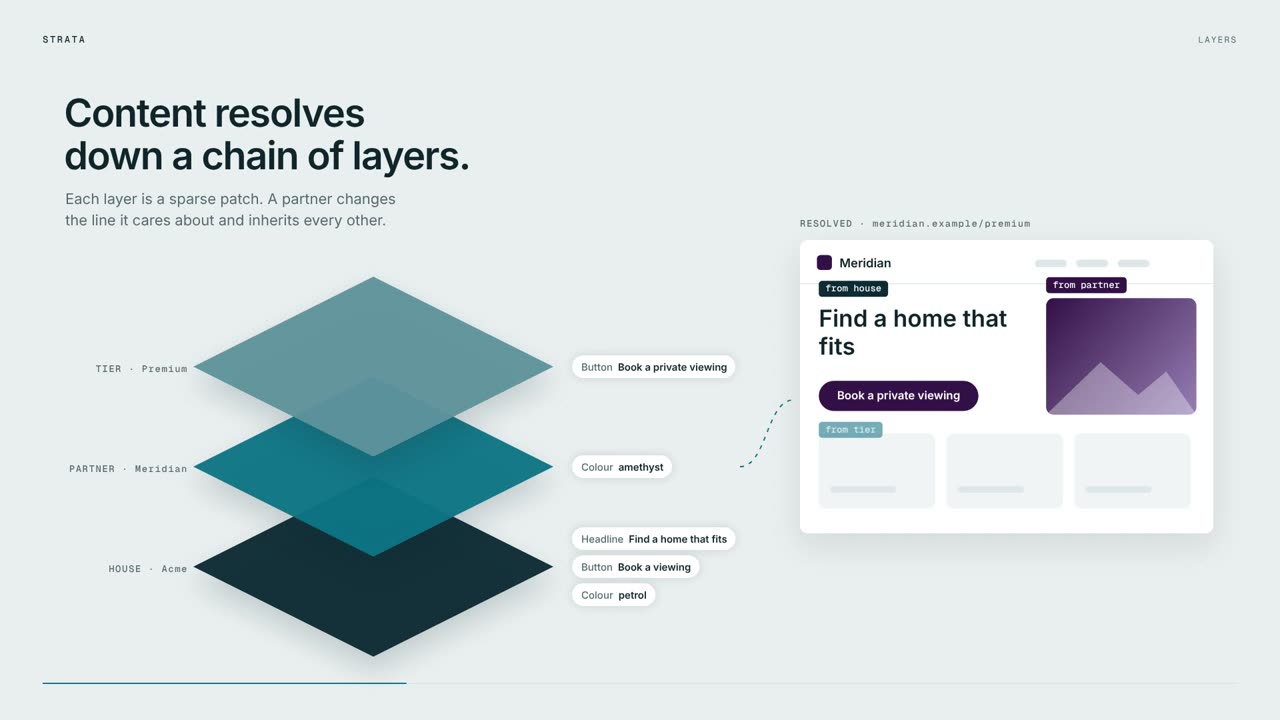 STRATA
LAYERS
Content resolves
down a chain of layers.
Each layer is a sparse patch. A partner changes
the line it cares about and inherits every other.
TIER · Premium
Button Book a private viewing
PARTNER · Meridian
Colour amethyst
HOUSE · Acme
Headline Find a home that fits
Button Book a viewing
Colour petrol
RESOLVED · meridian.example/premium
Meridian
from house
from partner
Find a home that
fits
Book a private viewing
from tier